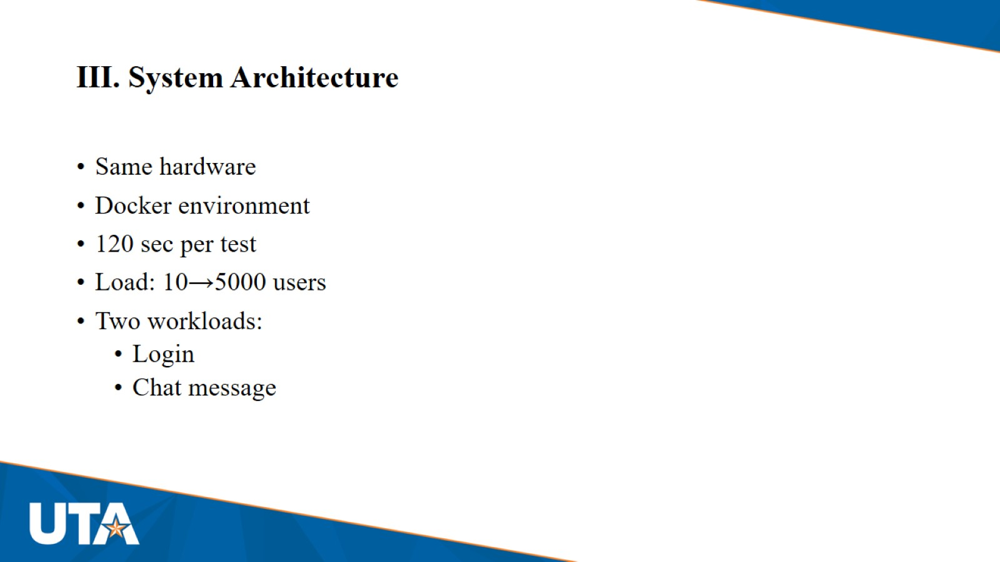 III. System Architecture
• Same hardware
• Docker environment
• 120 sec per test
• Load: 10→5000 users
• Two workloads:
• Login
• Chat message
UTA